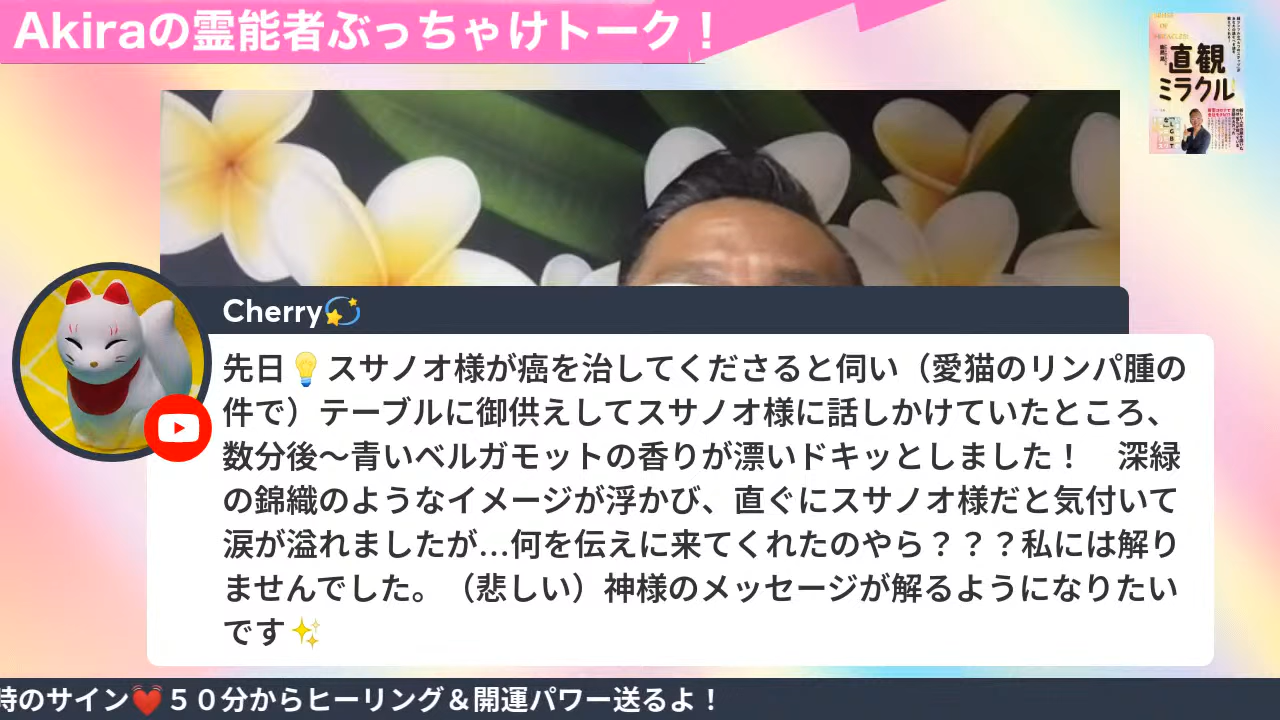 Akiraの霊能者ぶっちゃけトーク！
直観
ミラクル
Cherry💫
先日💡スサノオ様が癌を治してくださると伺い（愛猫のリンパ腫の
件で）テーブルに御供えしてスサノオ様に話しかけていたところ、
数分後〜青いベルガモットの香りが漂いドキッとしました！　深緑
の錦織のようなイメージが浮かび、直ぐにスサノオ様だと気付いて
涙が溢れましたが…何を伝えに来てくれたのやら？？？私には解り
ませんでした。（悲しい）神様のメッセージが解るようになりたい
です✨
時のサイン💓５０分からヒーリング＆開運パワー送るよ！